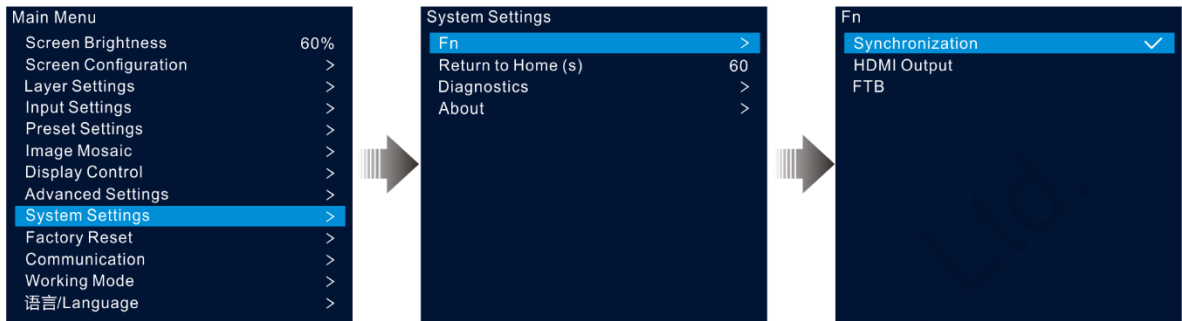 Main Menu
Screen Brightness 60%
Screen Configuration >
Layer Settings >
Input Settings >
Preset Settings >
Image Mosaic >
Display Control >
Advanced Settings >
System Settings >
Factory Reset >
Communication >
Working Mode >
语言/Language >
System Settings
Fn >
Return to Home (s) 60
Diagnostics >
About >
Fn
Synchronization ✓
HDMI Output
FTB
Ltd.